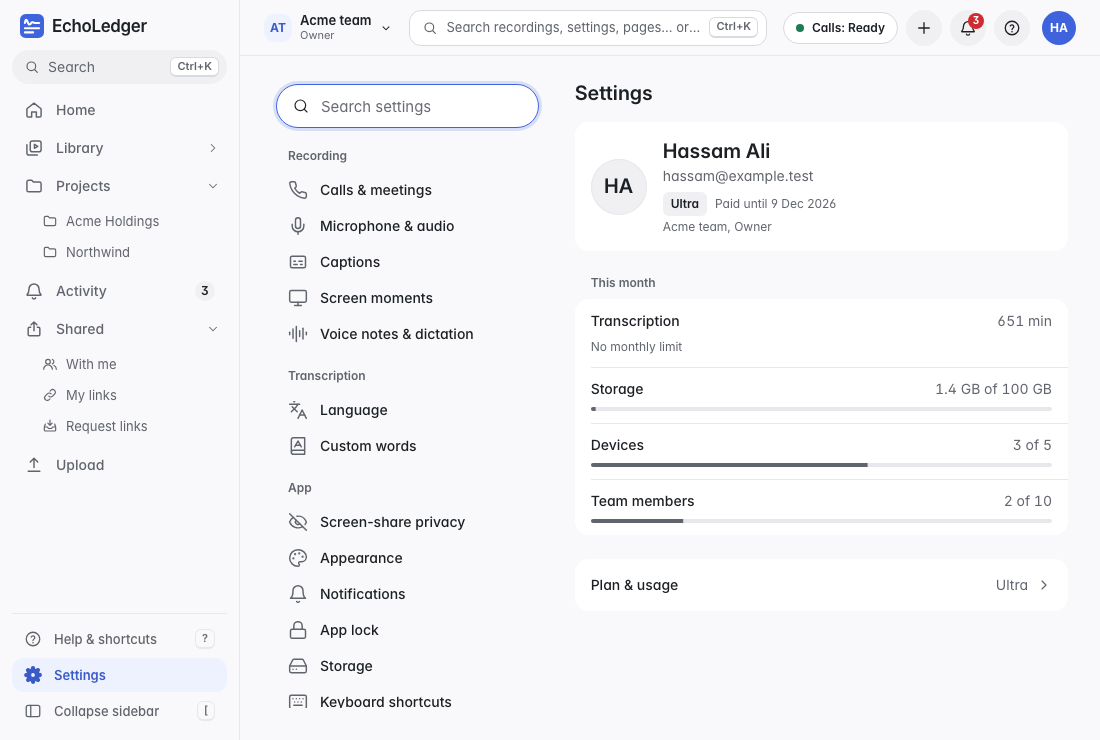 EchoLedger
Search Ctrl+K
Home
Library
Projects
Acme Holdings
Northwind
Activity 3
Shared
With me
My links
Request links
Upload
Help & shortcuts ?
Settings
Collapse sidebar [
AT Acme team
Owner
Search recordings, settings, pages... or... Ctrl+K
Calls: Ready
3
HA
Search settings
Recording
Calls & meetings
Microphone & audio
Captions
Screen moments
Voice notes & dictation
Transcription
Language
Custom words
App
Screen-share privacy
Appearance
Notifications
App lock
Storage
Keyboard shortcuts
Settings
HA
Hassam Ali
hassam@example.test
Ultra Paid until 9 Dec 2026
Acme team, Owner
This month
Transcription 651 min
No monthly limit
Storage 1.4 GB of 100 GB
Devices 3 of 5
Team members 2 of 10
Plan & usage Ultra